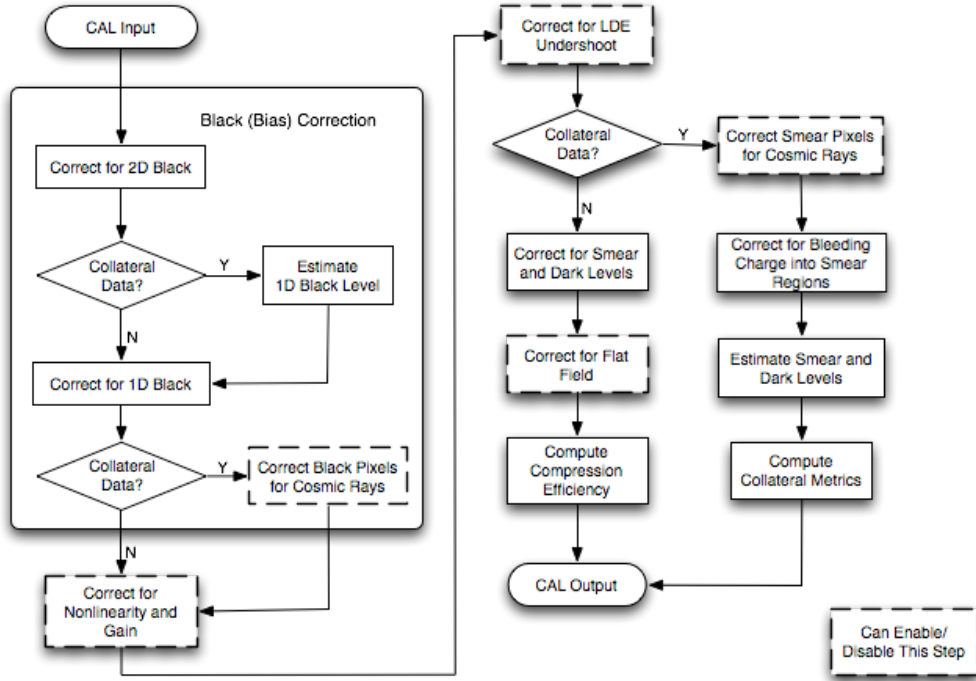 CAL Input
Black (Bias) Correction
Correct for 2D Black
Collateral
Data?
Y
Estimate
1D Black Level
N
Correct for 1D Black
Collateral
Data?
Y
Correct Black Pixels
for Cosmic Rays
N
Correct for
Nonlinearity and
Gain
Correct for LDE
Undershoot
Collateral
Data?
Y
Correct Smear Pixels
for Cosmic Rays
N
Correct for Smear
and Dark Levels
Correct for Bleeding
Charge into Smear
Regions
Correct for Flat
Field
Estimate Smear and
Dark Levels
Compute
Compression
Efficiency
Compute
Collateral Metrics
CAL Output
Can Enable/
Disable This Step